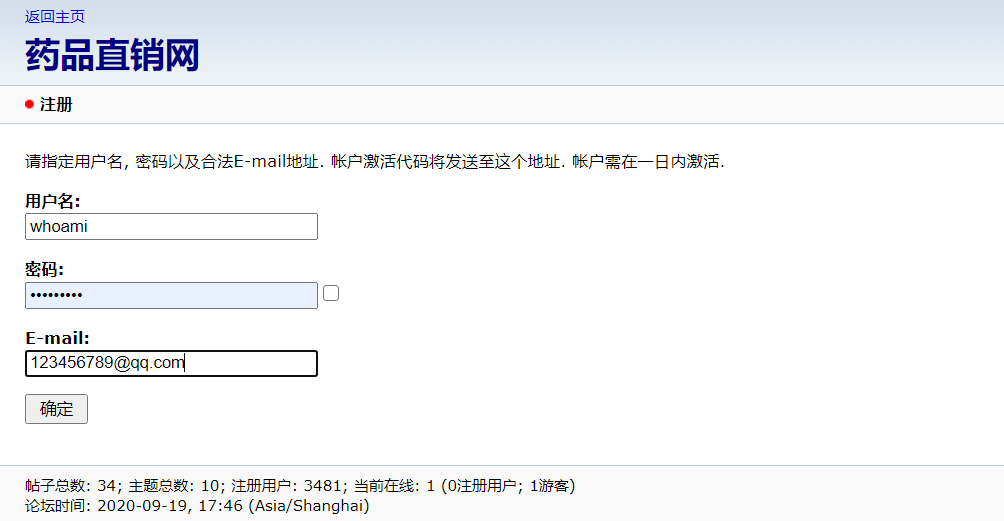 返回主页
药品直销网
注册
请指定用户名, 密码以及合法E-mail地址. 帐户激活代码将发送至这个地址. 帐户需在一日内激活.
用户名:
whoami
密码:
•••••••••
E-mail:
123456789@qq.com
确定
帖子总数: 34; 主题总数: 10; 注册用户: 3481; 当前在线: 1 (0注册用户; 1游客)
论坛时间: 2020-09-19, 17:46 (Asia/Shanghai)